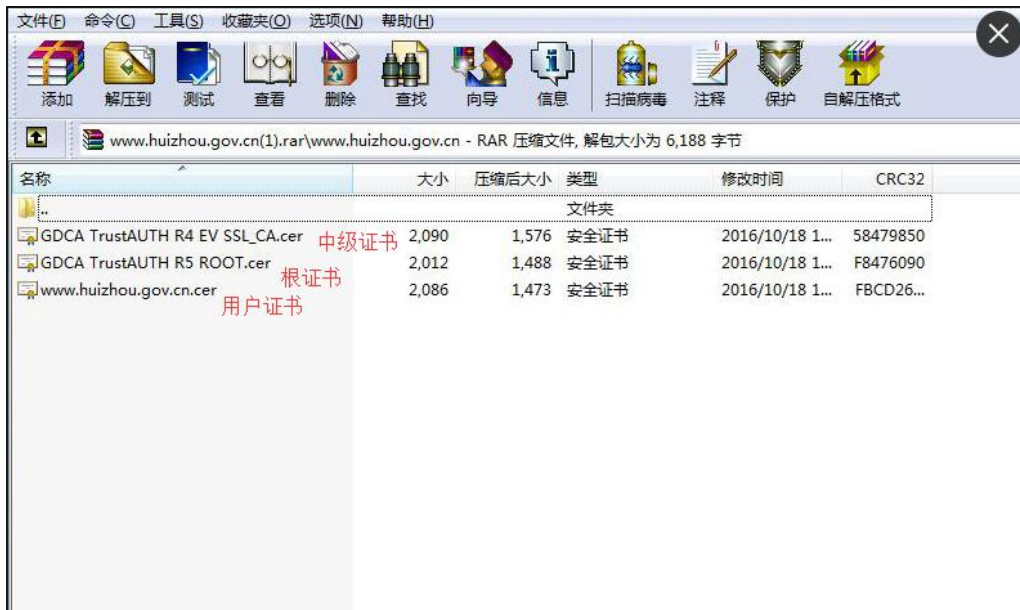 文件(F) 命令(C) 工具(S) 收藏夹(O) 选项(N) 帮助(H)
添加 解压到 测试 查看 删除 查找 向导 信息 扫描病毒 注释 保护 自解压格式
www.huizhou.gov.cn(1).rar\www.huizhou.gov.cn - RAR 压缩文件, 解包大小为 6,188 字节
名称 大小 压缩后大小 类型 修改时间 CRC32
.. 文件夹
GDCA TrustAUTH R4 EV SSL_CA.cer 中级证书 2,090 1,576 安全证书 2016/10/18 1... 58479850
GDCA TrustAUTH R5 ROOT.cer 根证书 2,012 1,488 安全证书 2016/10/18 1... F8476090
www.huizhou.gov.cn.cer 用户证书 2,086 1,473 安全证书 2016/10/18 1... FBCD26...